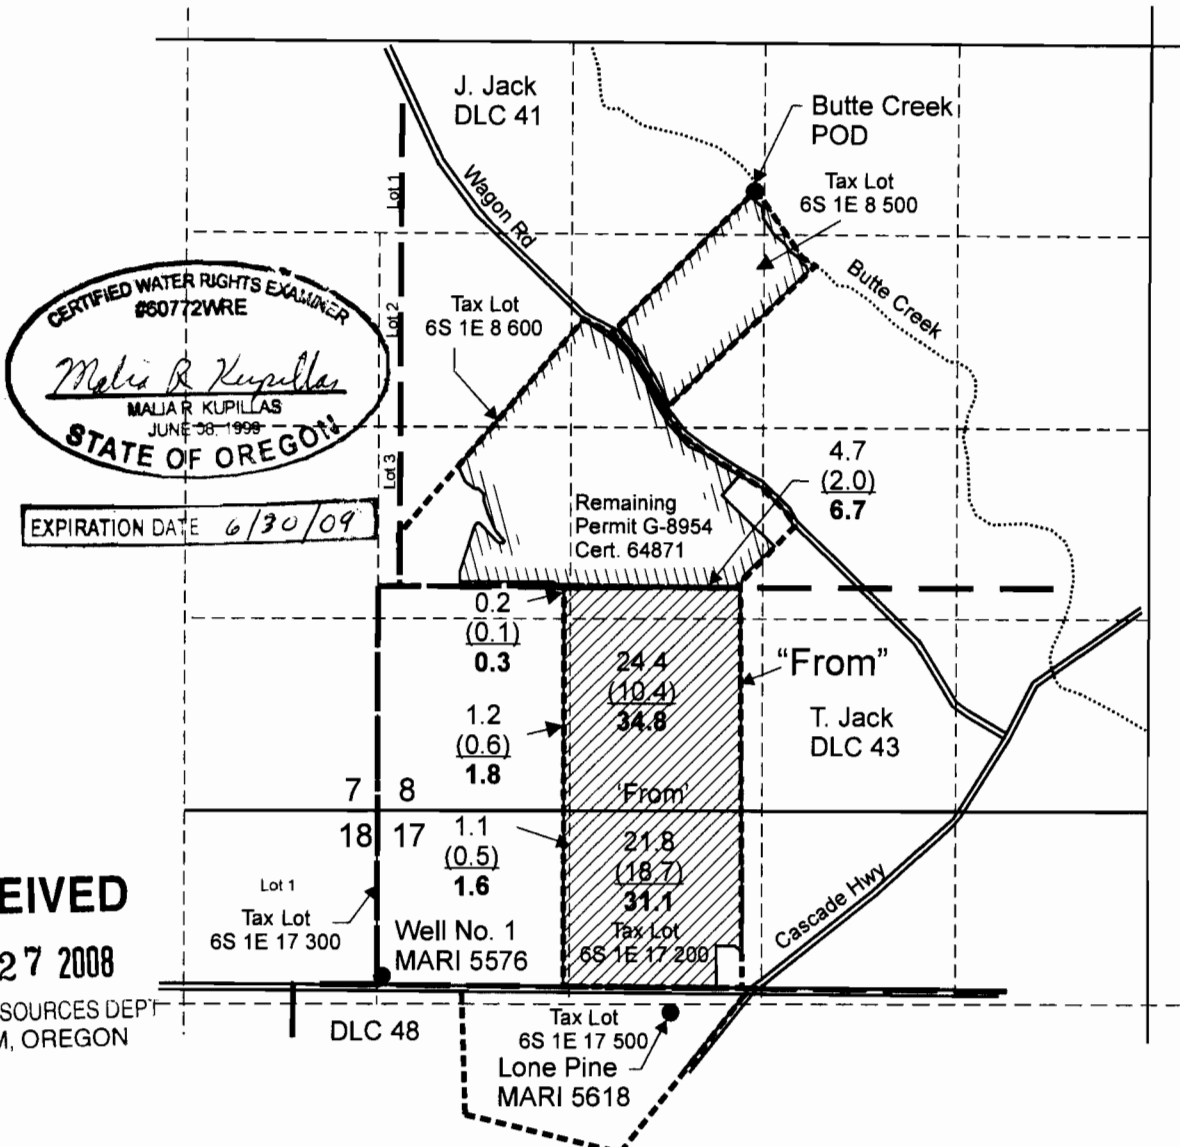 J. Jack
DLC 41
Butte Creek
POD
Tax Lot
6S 1E 8 500
Wagon Rd
Lot 1
Butte Creek
CERTIFIED WATER RIGHTS EXAMINER
#60772WRE
Malia R Kupillas
MALIA R KUPILLAS
JUNE 38, 1999
STATE OF OREGON
EXPIRATION DATE 6/30/09
Lot 2
Tax Lot
6S 1E 8 600
Lot 3
4.7
(2.0)
6.7
Remaining
Permit G-8954
Cert. 64871
0.2
(0.1)
0.3
24.4
(10.4)
34.8
"From"
T. Jack
DLC 43
1.2
(0.6)
1.8
'From'
7 8
18 17
1.1
(0.5)
1.6
21.8
(18.7)
31.1
Tax Lot
6S 1E 17 200
Cascade Hwy
EIVED
27 2008
SOURCES DEPT
M, OREGON
Lot 1
Tax Lot
6S 1E 17 300
Well No. 1
MARI 5576
DLC 48
Tax Lot
6S 1E 17 500
Lone Pine
MARI 5618